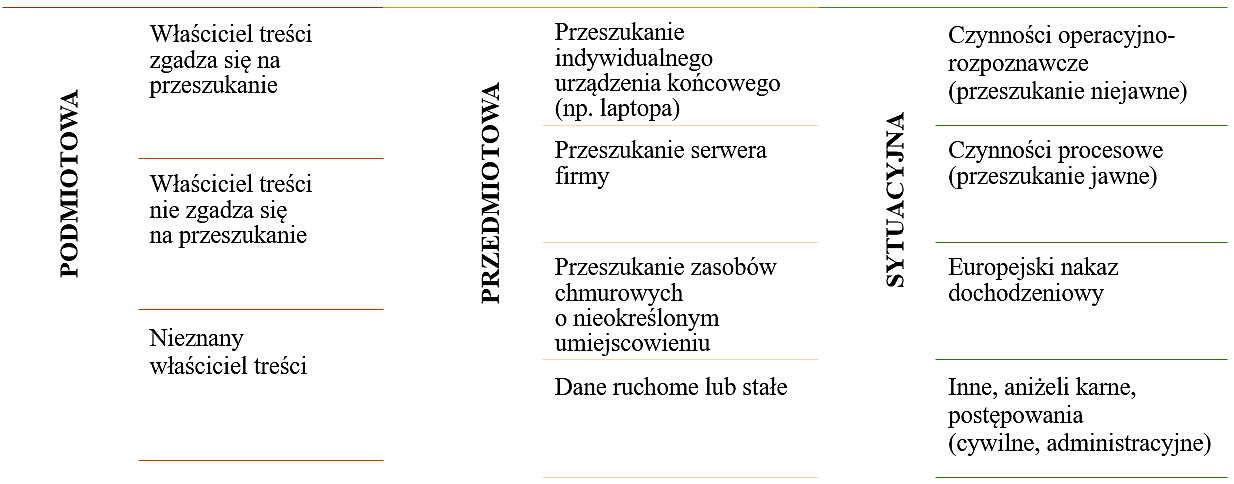 PODMIOTOWA
Właściciel treści
zgadza się na
przeszukanie
Właściciel treści
nie zgadza się
na przeszukanie
Nieznany
właściciel treści
PRZEDMIOTOWA
Przeszukanie
indywidualnego
urządzenia końcowego
(np. laptopa)
Przeszukanie serwera
firmy
Przeszukanie zasobów
chmurowych
o nieokreślonym
umiejscowieniu
Dane ruchome lub stałe
SYTUACYJNA
Czynności operacyjno-
rozpoznawcze
(przeszukanie niejawne)
Czynności procesowe
(przeszukanie jawne)
Europejski nakaz
dochodzeniowy
Inne, aniżeli karne,
postępowania
(cywilne, administracyjne)